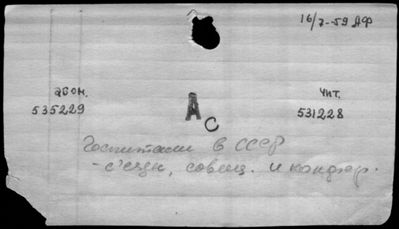 16/7-59 ДФ
абон. чит.
535229 А С 531228
Госпитали в СССР
- с'езды, совещ. и конфер.